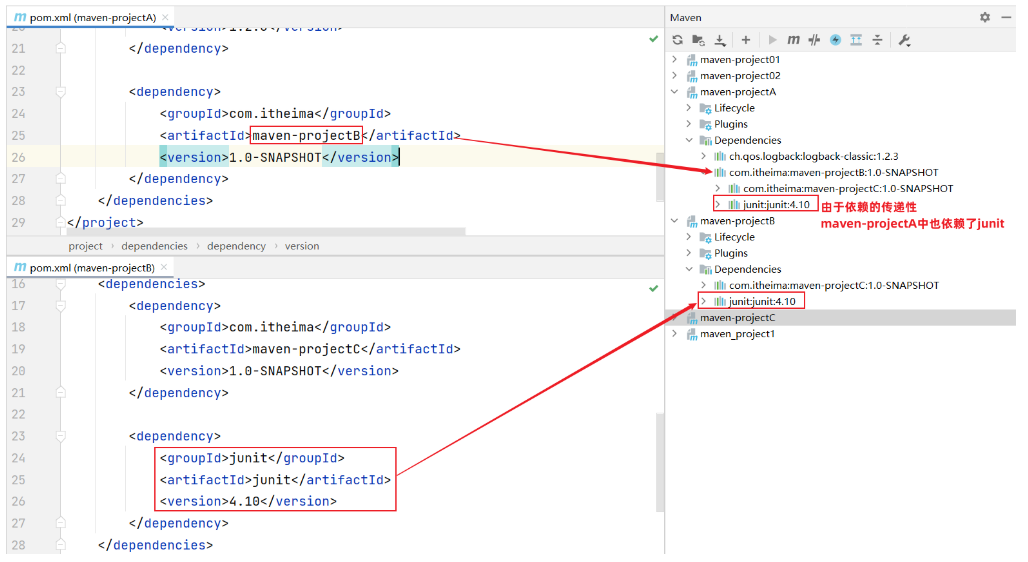 pom.xml (maven-projectA)
20 <version>1.2.3</version>
21 </dependency>
22
23 <dependency>
24 <groupId>com.itheima</groupId>
25 <artifactId>maven-projectB</artifactId>
26 <version>1.0-SNAPSHOT</version>
27 </dependency>
28 </dependencies>
29 </project>
project › dependencies › dependency › version
pom.xml (maven-projectB)
16 <dependencies>
17 <dependency>
18 <groupId>com.itheima</groupId>
19 <artifactId>maven-projectC</artifactId>
20 <version>1.0-SNAPSHOT</version>
21 </dependency>
22
23 <dependency>
24 <groupId>junit</groupId>
25 <artifactId>junit</artifactId>
26 <version>4.10</version>
27 </dependency>
28 </dependencies>
Maven
maven-project01
maven-project02
maven-projectA
Lifecycle
Plugins
Dependencies
ch.qos.logback:logback-classic:1.2.3
com.itheima:maven-projectB:1.0-SNAPSHOT
com.itheima:maven-projectC:1.0-SNAPSHOT
junit:junit:4.10
由于依赖的传递性
maven-projectA中也依赖了junit
maven-projectB
Lifecycle
Plugins
Dependencies
com.itheima:maven-projectC:1.0-SNAPSHOT
junit:junit:4.10
maven-projectC
maven_project1